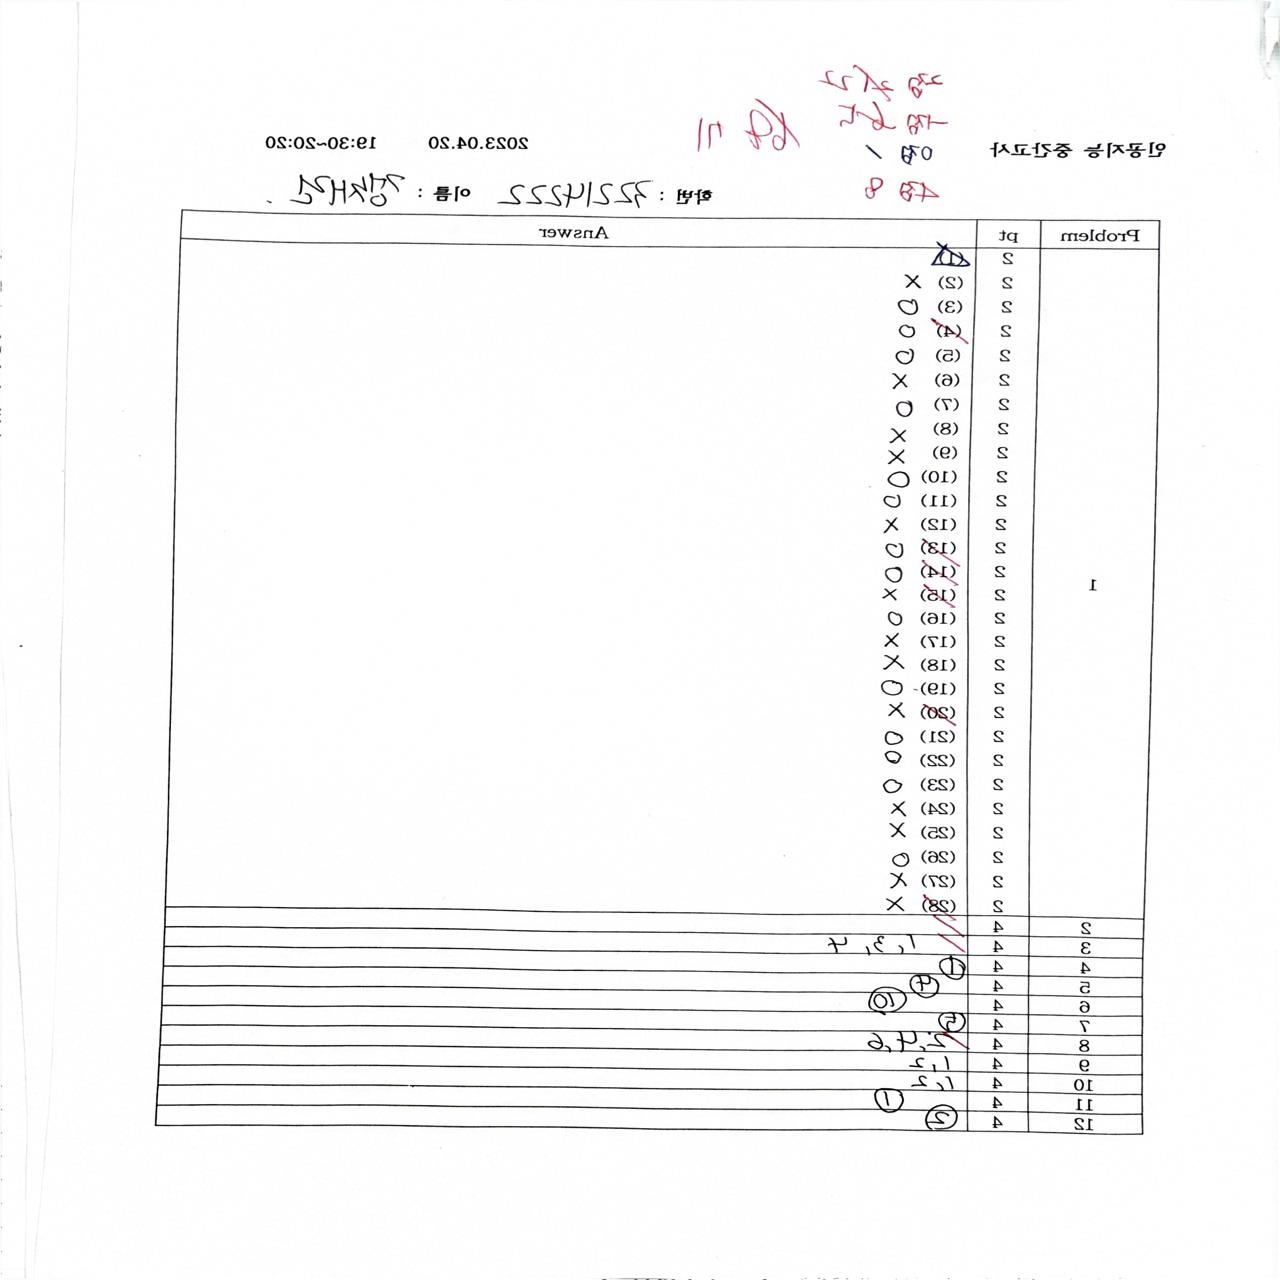 0점 1
4점 8
인공지능 중간고사 2023.04.20 19:30~20:20
학번 : 32214222 이름 :
Problem pt Answer
2 (1)
2 (2) X
2 (3) O
2 (4) O
2 (5) O
2 (6) X
2 (7) O
2 (8) X
2 (9) X
2 (10) O
2 (11) O
2 (12) X
2 (13) O
2 (14) O
1 2 (15) X
2 (16) O
2 (17) X
2 (18) X
2 (19) O
2 (20) X
2 (21) O
2 (22) O
2 (23) O
2 (24) X
2 (25) X
2 (26) O
2 (27) X
2 (28) X
2 4
3 4 1, 3, 4
4 4 ①
5 4 ④
6 4 ⑩
7 4 ⑤
8 4 2, 4, 6
9 4 1, 2
10 4 1, 2
11 4 ①
12 4 ②